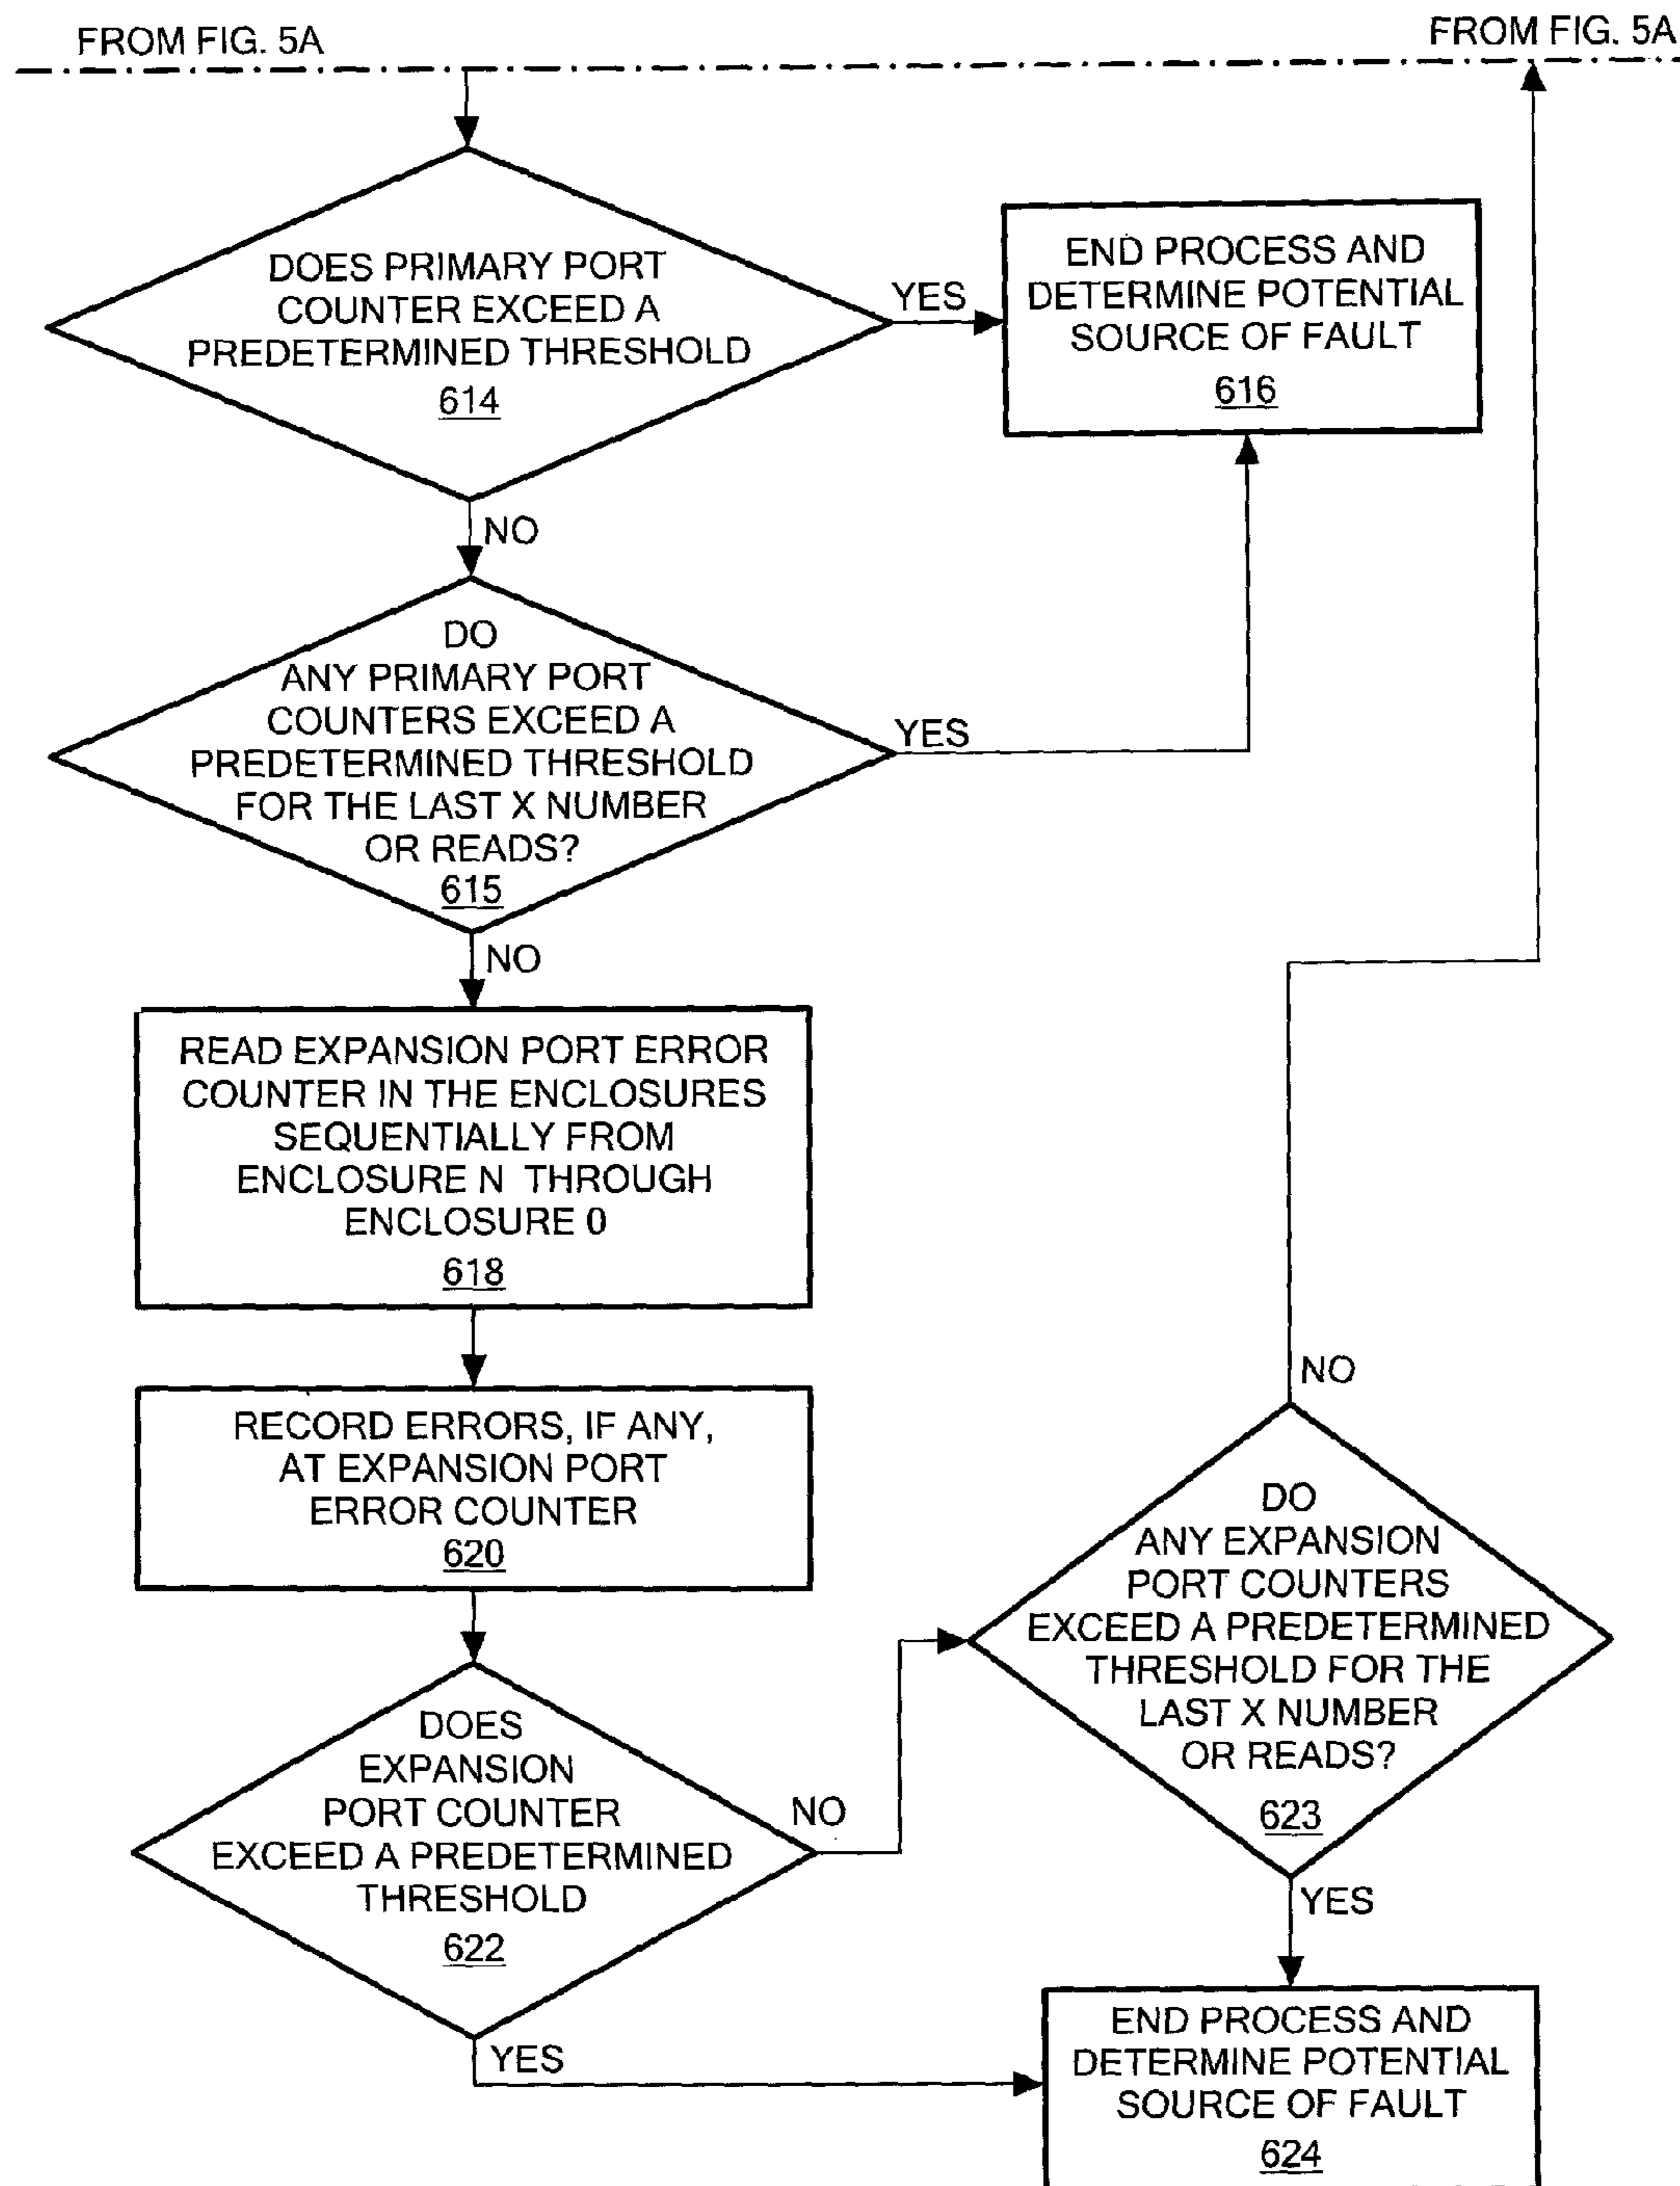 FROM FIG. 5A
FROM FIG. 5A
DOES PRIMARY PORT
COUNTER EXCEED A
PREDETERMINED THRESHOLD
614
YES
END PROCESS AND
DETERMINE POTENTIAL
SOURCE OF FAULT
616
NO
DO
ANY PRIMARY PORT
COUNTERS EXCEED A
PREDETERMINED THRESHOLD
FOR THE LAST X NUMBER
OR READS?
615
YES
NO
READ EXPANSION PORT ERROR
COUNTER IN THE ENCLOSURES
SEQUENTIALLY FROM
ENCLOSURE N THROUGH
ENCLOSURE 0
618
RECORD ERRORS, IF ANY,
AT EXPANSION PORT
ERROR COUNTER
620
DOES
EXPANSION
PORT COUNTER
EXCEED A PREDETERMINED
THRESHOLD
622
NO
YES
NO
DO
ANY EXPANSION
PORT COUNTERS
EXCEED A PREDETERMINED
THRESHOLD FOR THE
LAST X NUMBER
OR READS?
623
YES
END PROCESS AND
DETERMINE POTENTIAL
SOURCE OF FAULT
624